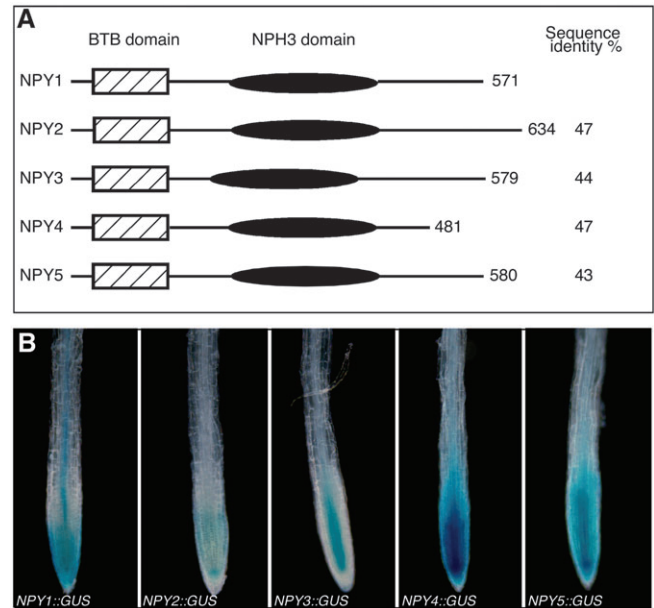 A
BTB domain NPH3 domain Sequence identity %
NPY1 571
NPY2 634 47
NPY3 579 44
NPY4 481 47
NPY5 580 43
B
NPY1::GUS NPY2::GUS NPY3::GUS NPY4::GUS NPY5::GUS